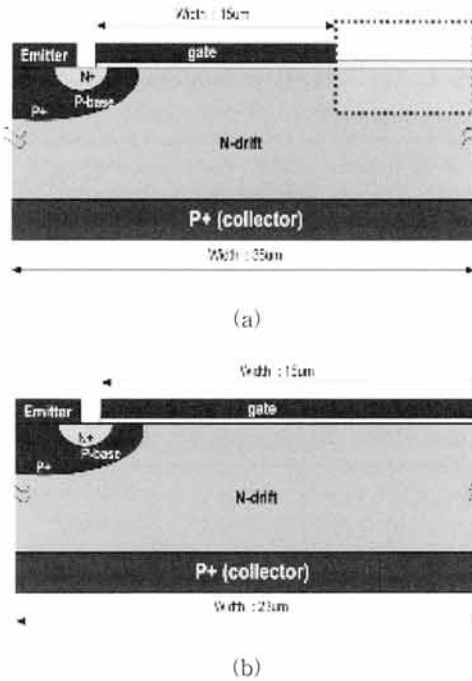 Width : 15um
Emitter
gate
N+
P-base
P+
N-drift
P+ (collector)
Width : 35um
(a)
Width : 15um
Emitter
gate
N+
P-base
P+
N-drift
P+ (collector)
Width : 23um
(b)